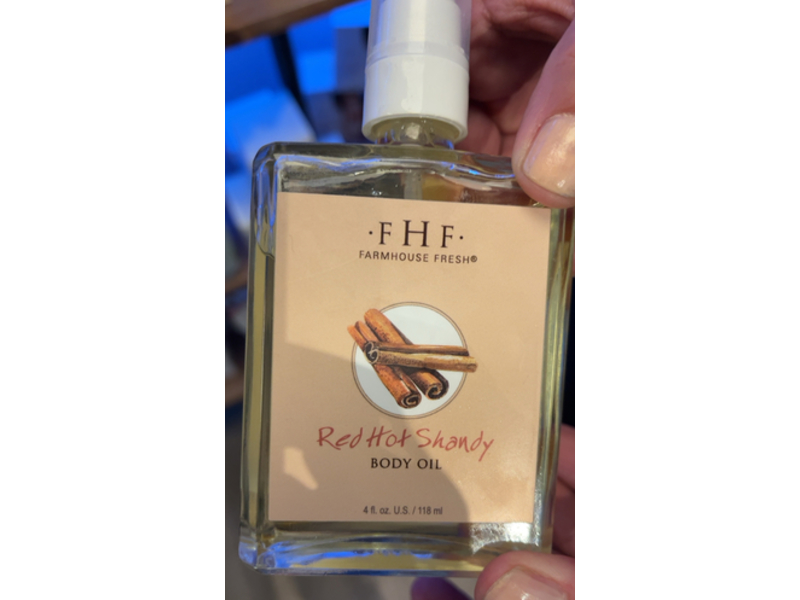 ·FHF·
FARMHOUSE FRESH®
Red Hot Shandy
BODY OIL
4 fl. oz. U.S. / 118 ml